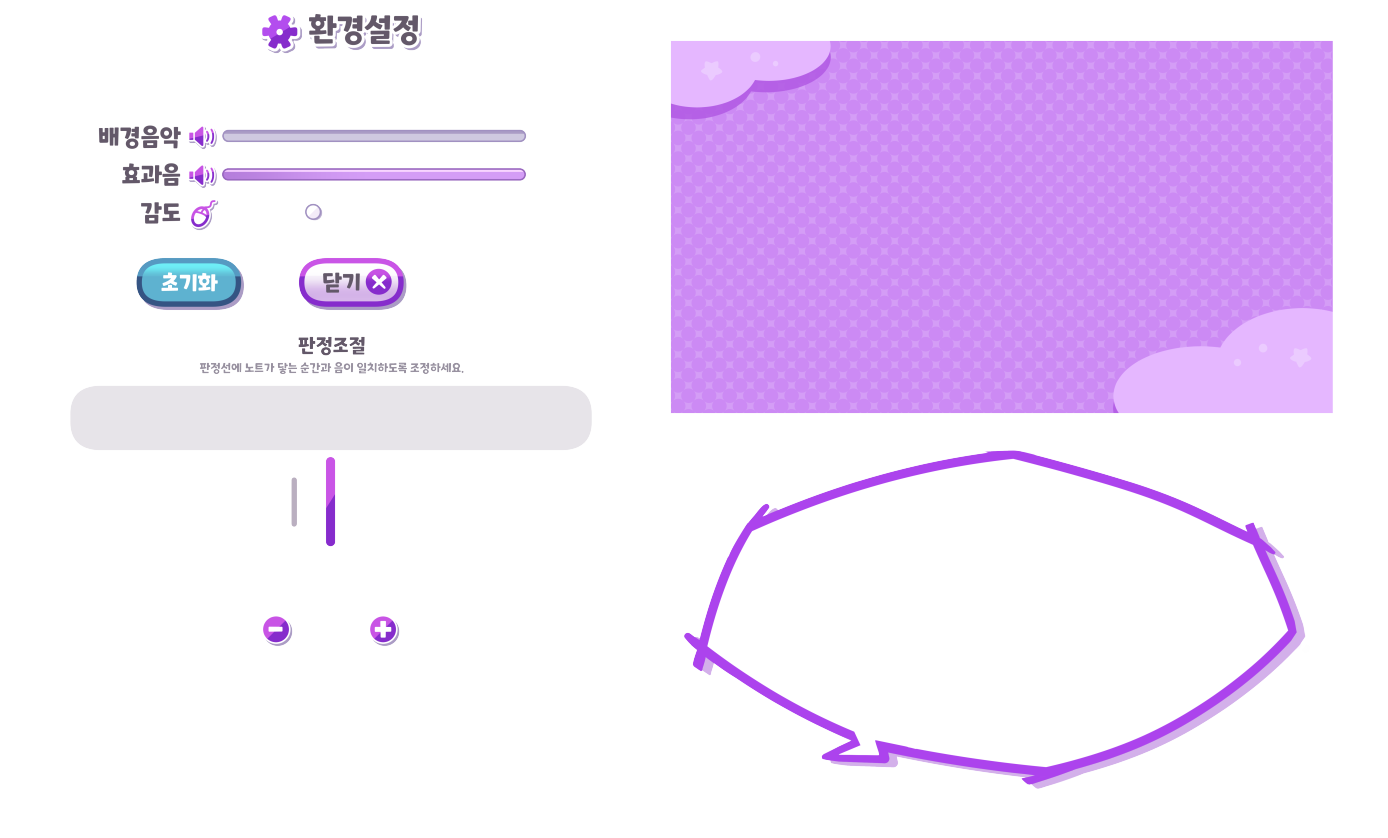 환경설정
배경음악
효과음
감도
초기화
닫기
판정조절
판정선에 노트가 닿는 순간과 음이 일치하도록 조정하세요.